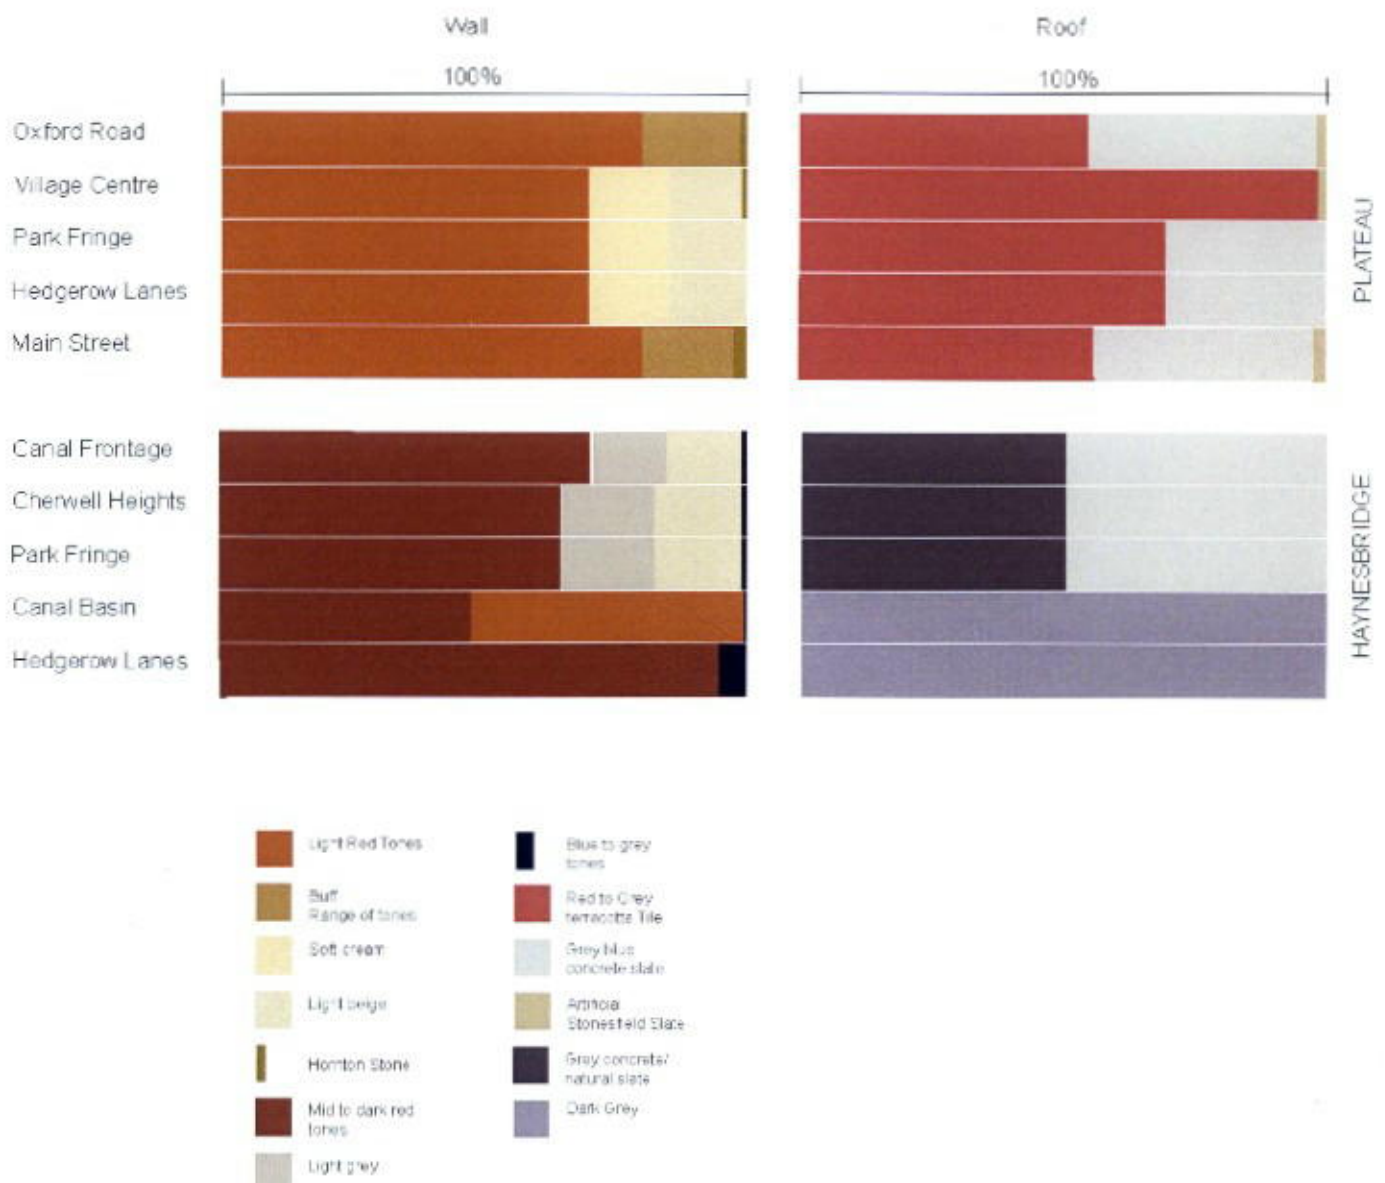 Wall
Roof
100%
100%
Oxford Road
Village Centre
Park Fringe
Hedgerow Lanes
Main Street
PLATEAU
Canal Frontage
Cherwell Heights
Park Fringe
Canal Basin
Hedgerow Lanes
HAYNESBRIDGE
Light Red Tones
Buff
Range of tones
Soft cream
Light beige
Hornton Stone
Mid to dark red
tones
Light grey
Blue to grey
tones
Red to Grey
terracotta Tile
Grey blue
concrete slate
Artificial
Stonesfield Slate
Grey concrete/
natural slate
Dark Grey